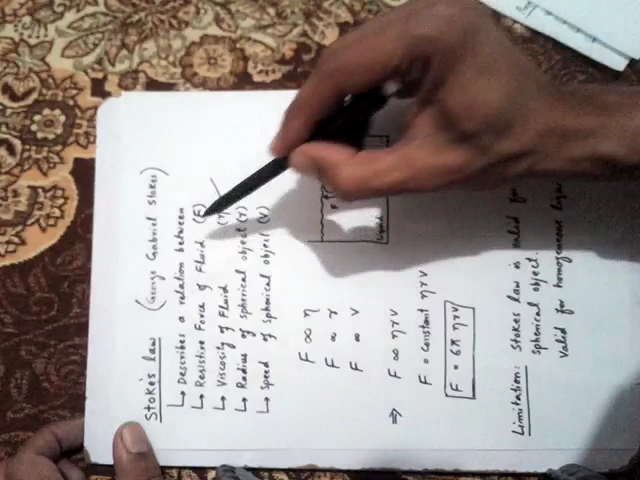 Stoke's law (George Gabriel Stokes)
↳ Describes a relation between
↳ Resistive Force of Fluid (F)
↳ Viscosity of Fluid (η)
↳ Radius of spherical object (r)
↳ Speed of spherical object (v)
F ∝ η
F ∝ r
F ∝ v
⇒ F ∝ ηrv
F = constant ηrv
F = 6π ηrv
liquid
Limitation: Stokes law is valid for
spherical object.
Valid for homogeneous